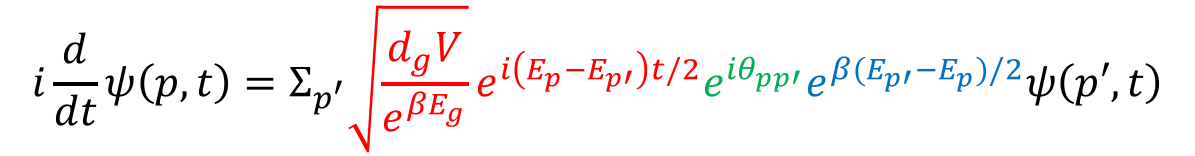 i d/dt ψ(p, t) = Σ_{p′} √(d_g V / e^{βE_g}) e^{i(E_p−E_{p′})t/2} e^{iθ_{pp′}} e^{β(E_{p′}−E_p)/2} ψ(p′, t)